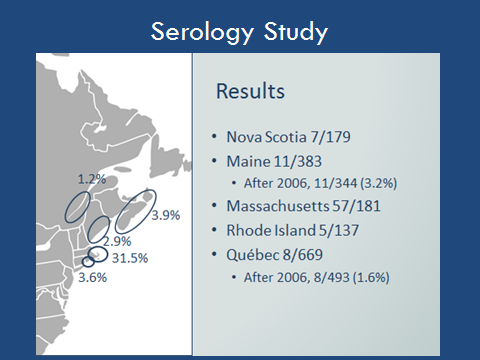 Serology Study
Results
• Nova Scotia 7/179
• Maine 11/383
• After 2006, 11/344 (3.2%)
• Massachusetts 57/181
• Rhode Island 5/137
• Québec 8/669
• After 2006, 8/493 (1.6%)
1.2%
3.9%
2.9%
31.5%
3.6%